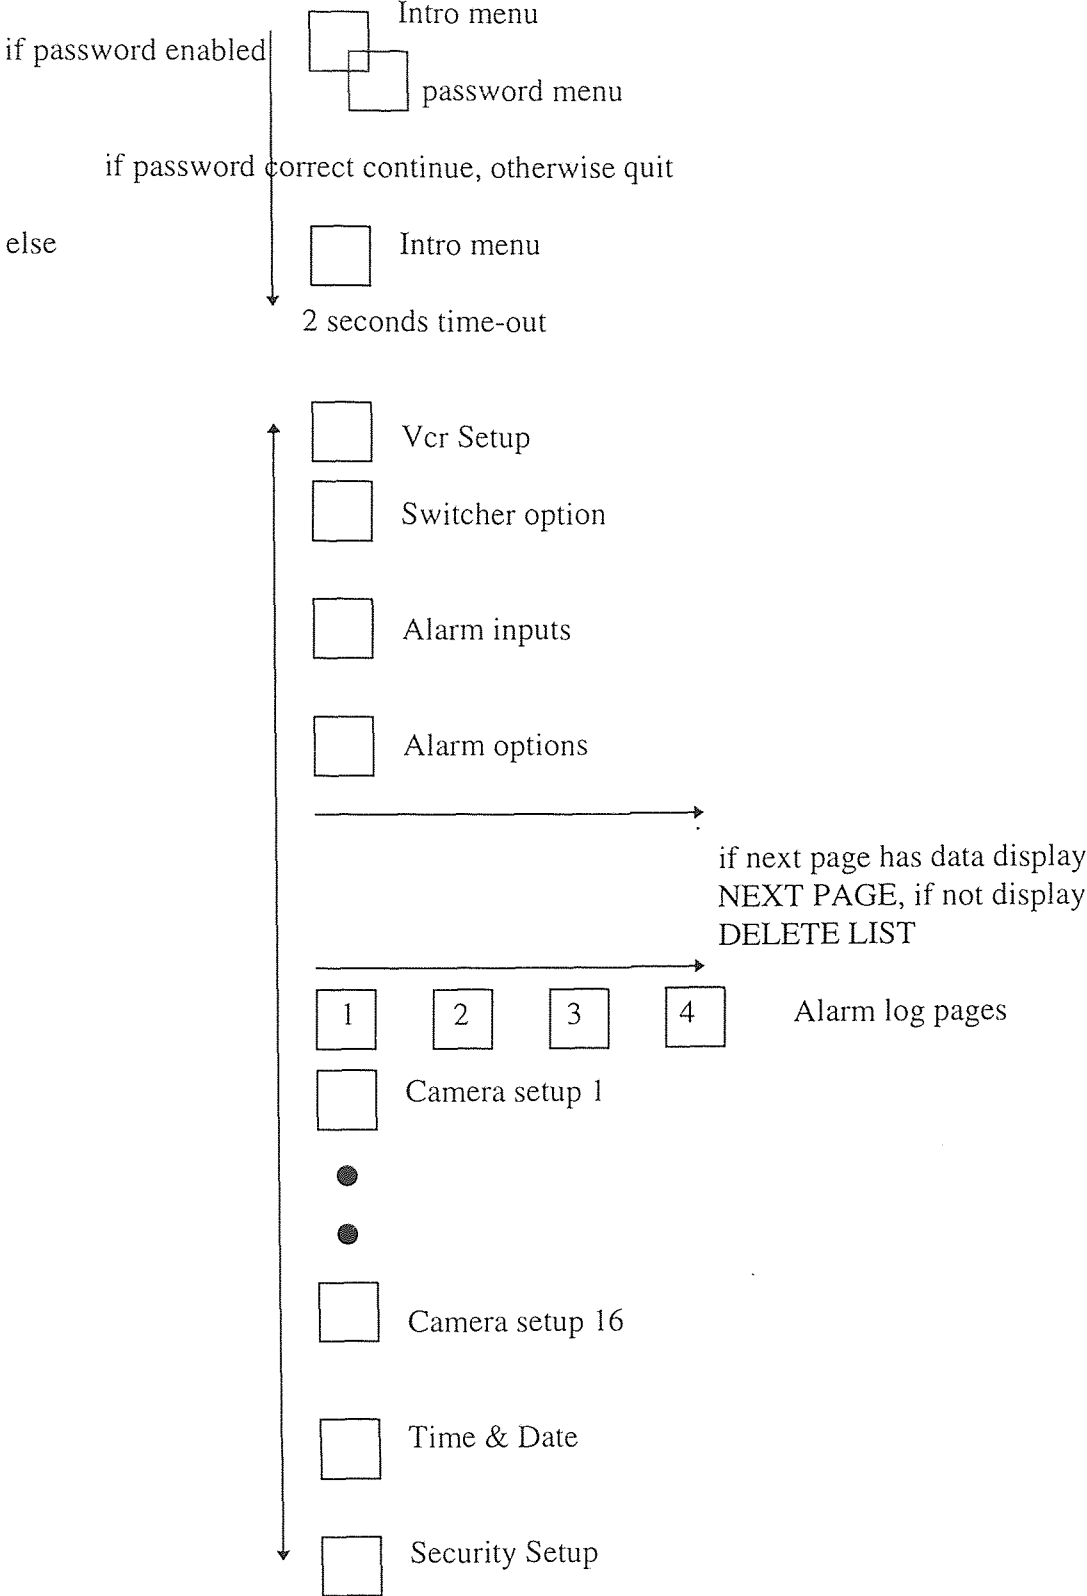 Intro menu
if password enabled
password menu
if password correct continue, otherwise quit
else
Intro menu
2 seconds time-out
Vcr Setup
Switcher option
Alarm inputs
Alarm options
if next page has data display
NEXT PAGE, if not display
DELETE LIST
1 2 3 4 Alarm log pages
Camera setup 1
Camera setup 16
Time & Date
Security Setup